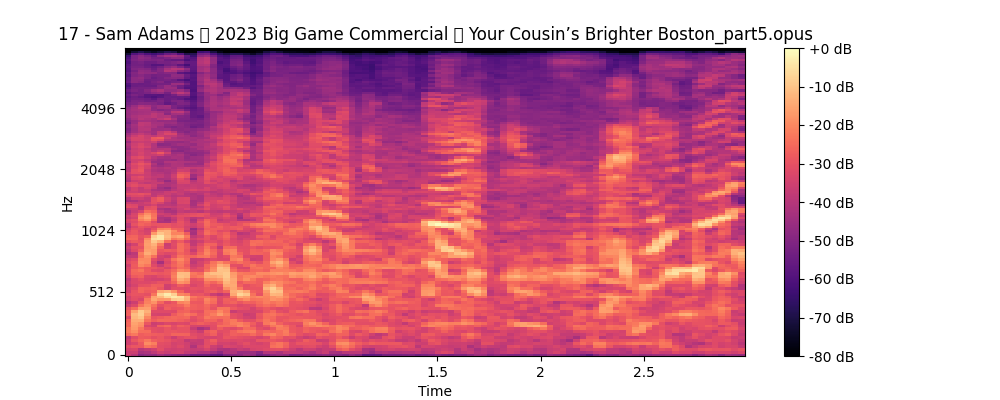 17 - Sam Adams  2023 Big Game Commercial  Your Cousin’s Brighter Boston_part5.opus
Hz
4096
2048
1024
512
0
0 0.5 1 1.5 2 2.5
Time
+0 dB
-10 dB
-20 dB
-30 dB
-40 dB
-50 dB
-60 dB
-70 dB
-80 dB